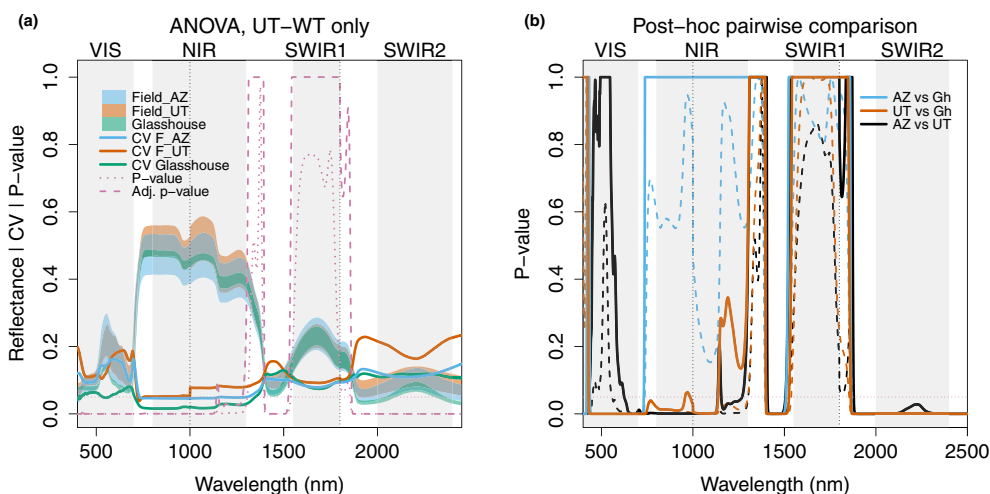 (a)
ANOVA, UT−WT only
VIS NIR SWIR1 SWIR2
Reflectance | CV | P−value
1.0
0.8
0.6
0.4
0.2
0.0
Field_AZ
Field_UT
Glasshouse
CV F_AZ
CV F_UT
CV Glasshouse
P−value
Adj. p−value
500 1000 1500 2000
Wavelength (nm)
(b)
Post−hoc pairwise comparison
VIS NIR SWIR1 SWIR2
P−value
1.0
0.8
0.6
0.4
0.2
0.0
AZ vs Gh
UT vs Gh
AZ vs UT
500 1000 1500 2000 2500
Wavelength (nm)